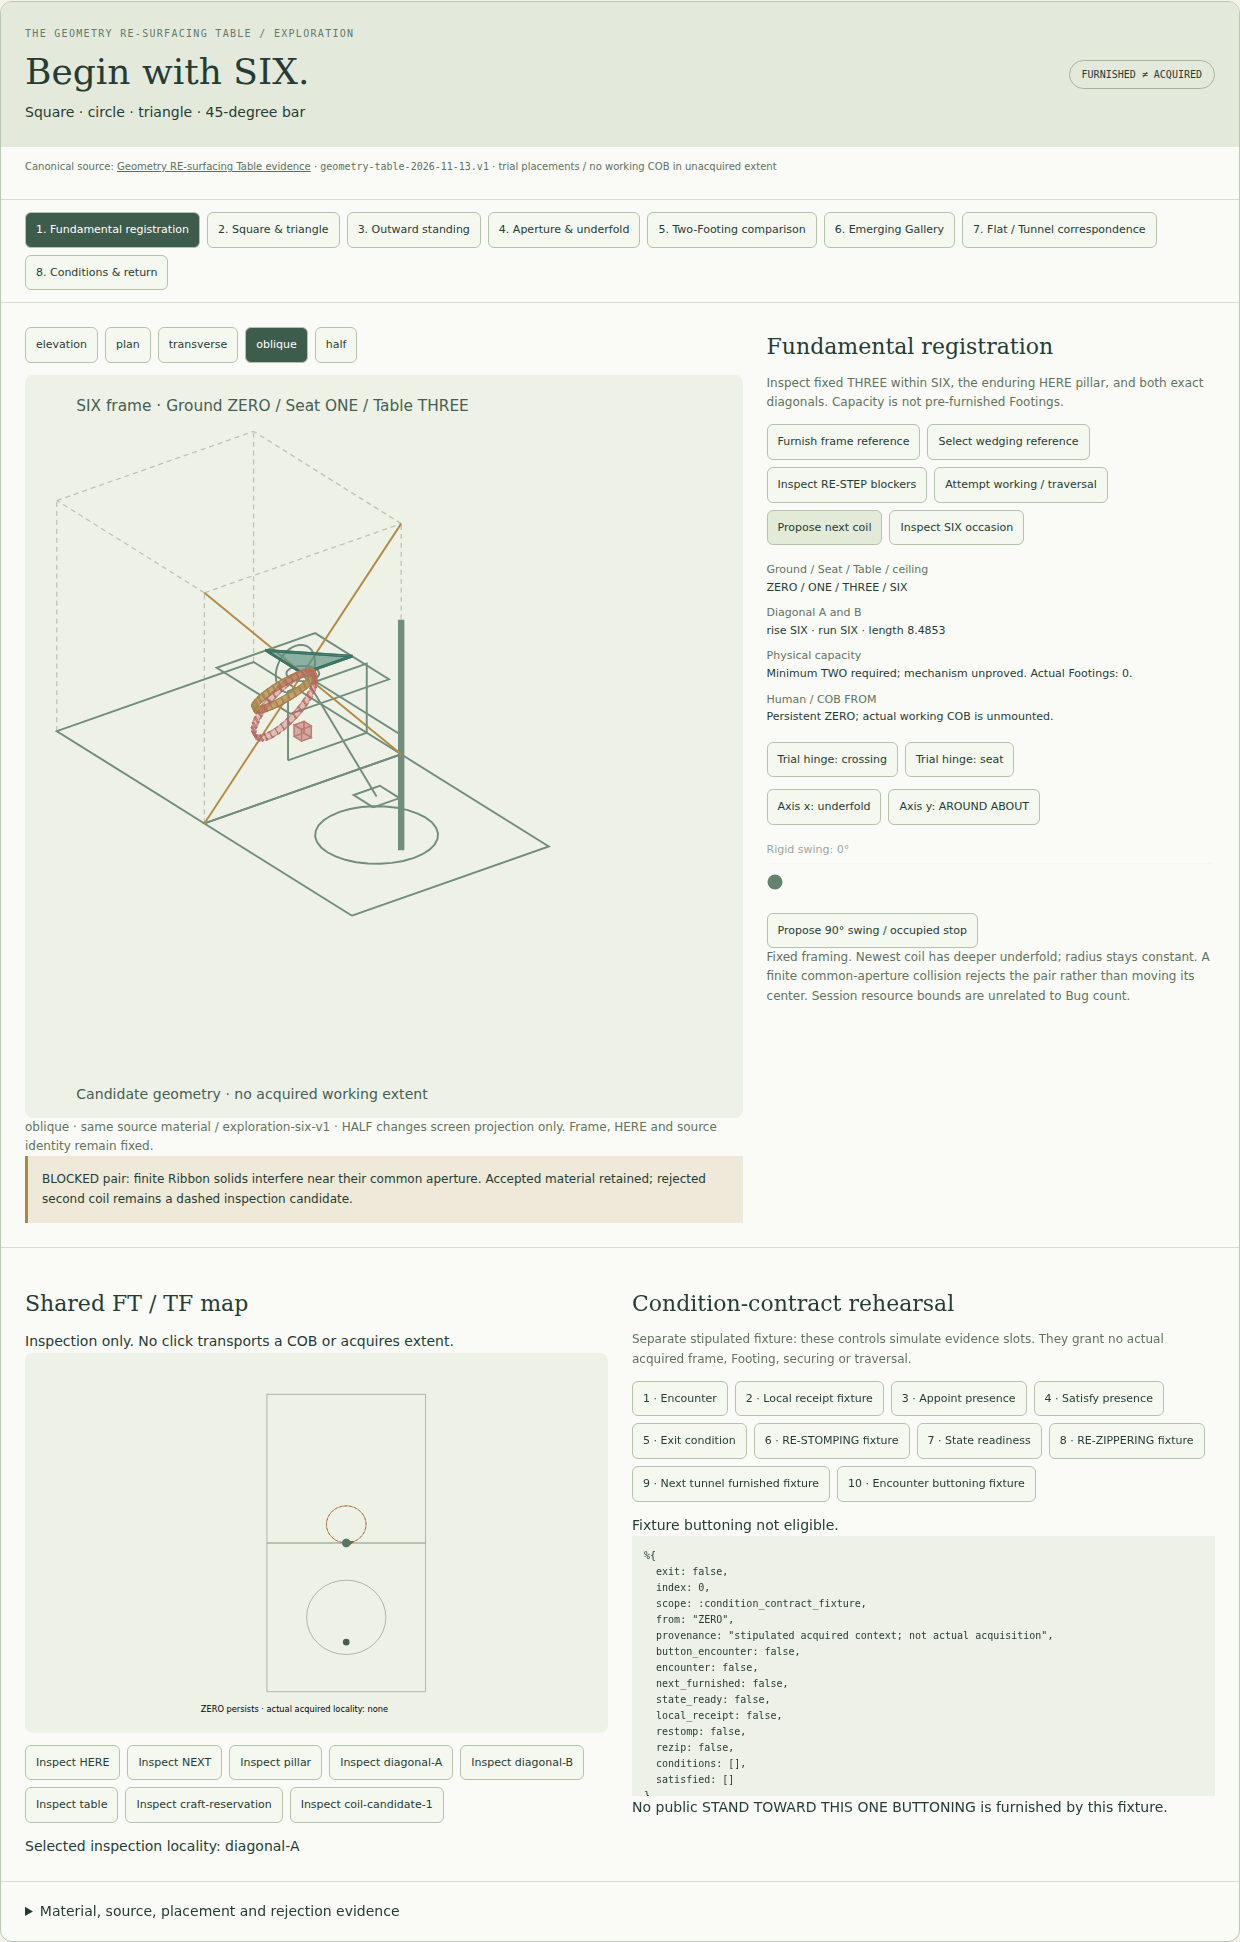 THE GEOMETRY RE-SURFACING TABLE / EXPLORATION
Begin with SIX.
FURNISHED ≠ ACQUIRED
Square · circle · triangle · 45-degree bar
Canonical source: Geometry RE-surfacing Table evidence · geometry-table-2026-11-13.v1 · trial placements / no working COB in unacquired extent
1. Fundamental registration
2. Square & triangle
3. Outward standing
4. Aperture & underfold
5. Two-Footing comparison
6. Emerging Gallery
7. Flat / Tunnel correspondence
8. Conditions & return
elevation
plan
transverse
oblique
half
SIX frame · Ground ZERO / Seat ONE / Table THREE
Candidate geometry · no acquired working extent
oblique · same source material / exploration-six-v1 · HALF changes screen projection only. Frame, HERE and source
identity remain fixed.
BLOCKED pair: finite Ribbon solids interfere near their common aperture. Accepted material retained; rejected
second coil remains a dashed inspection candidate.
Fundamental registration
Inspect fixed THREE within SIX, the enduring HERE pillar, and both exact
diagonals. Capacity is not pre-furnished Footings.
Furnish frame reference
Select wedging reference
Inspect RE-STEP blockers
Attempt working / traversal
Propose next coil
Inspect SIX occasion
Ground / Seat / Table / ceiling
ZERO / ONE / THREE / SIX
Diagonal A and B
rise SIX · run SIX · length 8.4853
Physical capacity
Minimum TWO required; mechanism unproved. Actual Footings: 0.
Human / COB FROM
Persistent ZERO; actual working COB is unmounted.
Trial hinge: crossing
Trial hinge: seat
Axis x: underfold
Axis y: AROUND ABOUT
Rigid swing: 0°
Propose 90° swing / occupied stop
Fixed framing. Newest coil has deeper underfold; radius stays constant. A
finite common-aperture collision rejects the pair rather than moving its
center. Session resource bounds are unrelated to Bug count.
Shared FT / TF map
Inspection only. No click transports a COB or acquires extent.
ZERO persists · actual acquired locality: none
Inspect HERE
Inspect NEXT
Inspect pillar
Inspect diagonal-A
Inspect diagonal-B
Inspect table
Inspect craft-reservation
Inspect coil-candidate-1
Selected inspection locality: diagonal-A
Condition-contract rehearsal
Separate stipulated fixture: these controls simulate evidence slots. They grant no actual
acquired frame, Footing, securing or traversal.
1 · Encounter
2 · Local receipt fixture
3 · Appoint presence
4 · Satisfy presence
5 · Exit condition
6 · RE-STOMPING fixture
7 · State readiness
8 · RE-ZIPPERING fixture
9 · Next tunnel furnished fixture
10 · Encounter buttoning fixture
Fixture buttoning not eligible.
%{
exit: false,
index: 0,
scope: :condition_contract_fixture,
from: "ZERO",
provenance: "stipulated acquired context; not actual acquisition",
button_encounter: false,
encounter: false,
next_furnished: false,
state_ready: false,
local_receipt: false,
restomp: false,
rezip: false,
conditions: [],
satisfied: []
}
No public STAND TOWARD THIS ONE BUTTONING is furnished by this fixture.
Material, source, placement and rejection evidence